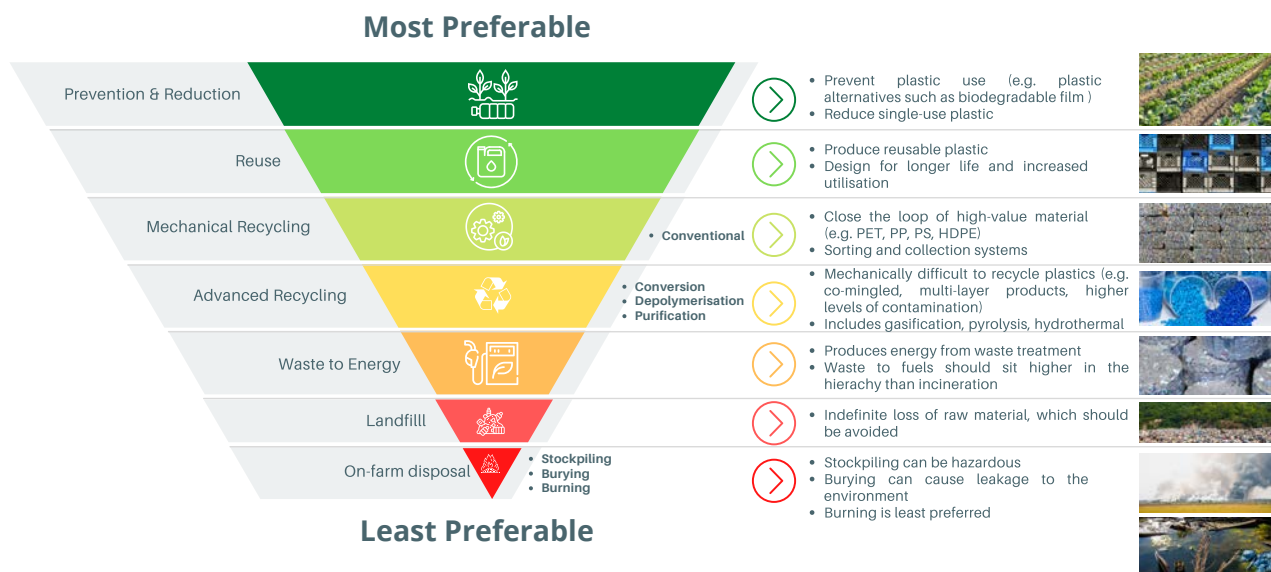 Most Preferable
Prevention & Reduction
• Prevent plastic use (e.g. plastic
alternatives such as biodegradable film )
• Reduce single-use plastic
Reuse
• Produce reusable plastic
• Design for longer life and increased
utilisation
Mechanical Recycling
• Conventional
• Close the loop of high-value material
(e.g. PET, PP, PS, HDPE)
• Sorting and collection systems
Advanced Recycling
• Conversion
• Depolymerisation
• Purification
• Mechanically difficult to recycle plastics (e.g.
co-mingled, multi-layer products, higher
levels of contamination)
• Includes gasification, pyrolysis, hydrothermal
Waste to Energy
• Produces energy from waste treatment
• Waste to fuels should sit higher in the
hierachy than incineration
Landfilll
• Indefinite loss of raw material, which should
be avoided
On-farm disposal
• Stockpiling
• Burying
• Burning
• Stockpiling can be hazardous
• Burying can cause leakage to the
environment
• Burning is least preferred
Least Preferable